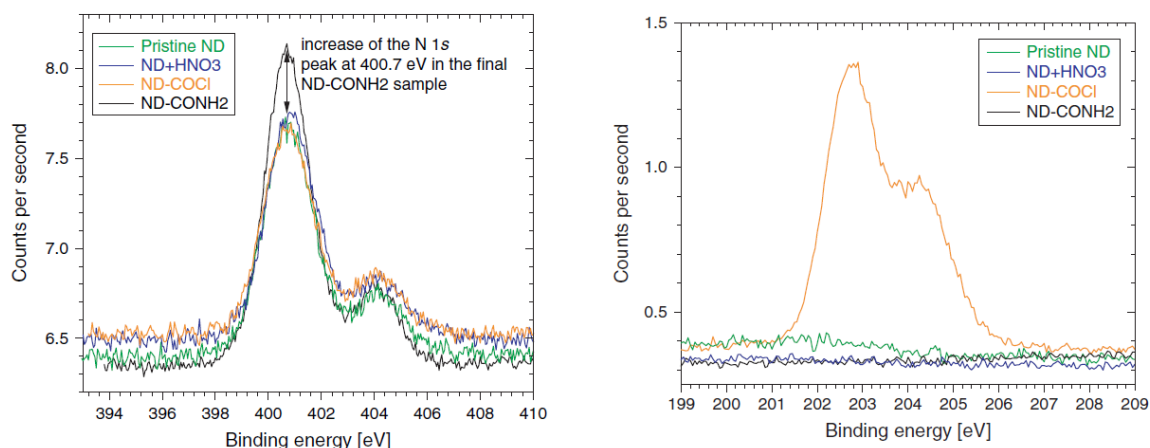 Pristine ND
ND+HNO3
ND-COCl
ND-CONH2
increase of the N 1s
peak at 400.7 eV in the final
ND-CONH2 sample
8.0
7.5
7.0
6.5
Counts per second
394 396 398 400 402 404 406 408 410
Binding energy [eV]
Pristine ND
ND+HNO3
ND-COCl
ND-CONH2
1.5
1.0
0.5
Counts per second
199 200 201 202 203 204 205 206 207 208 209
Binding energy [eV]